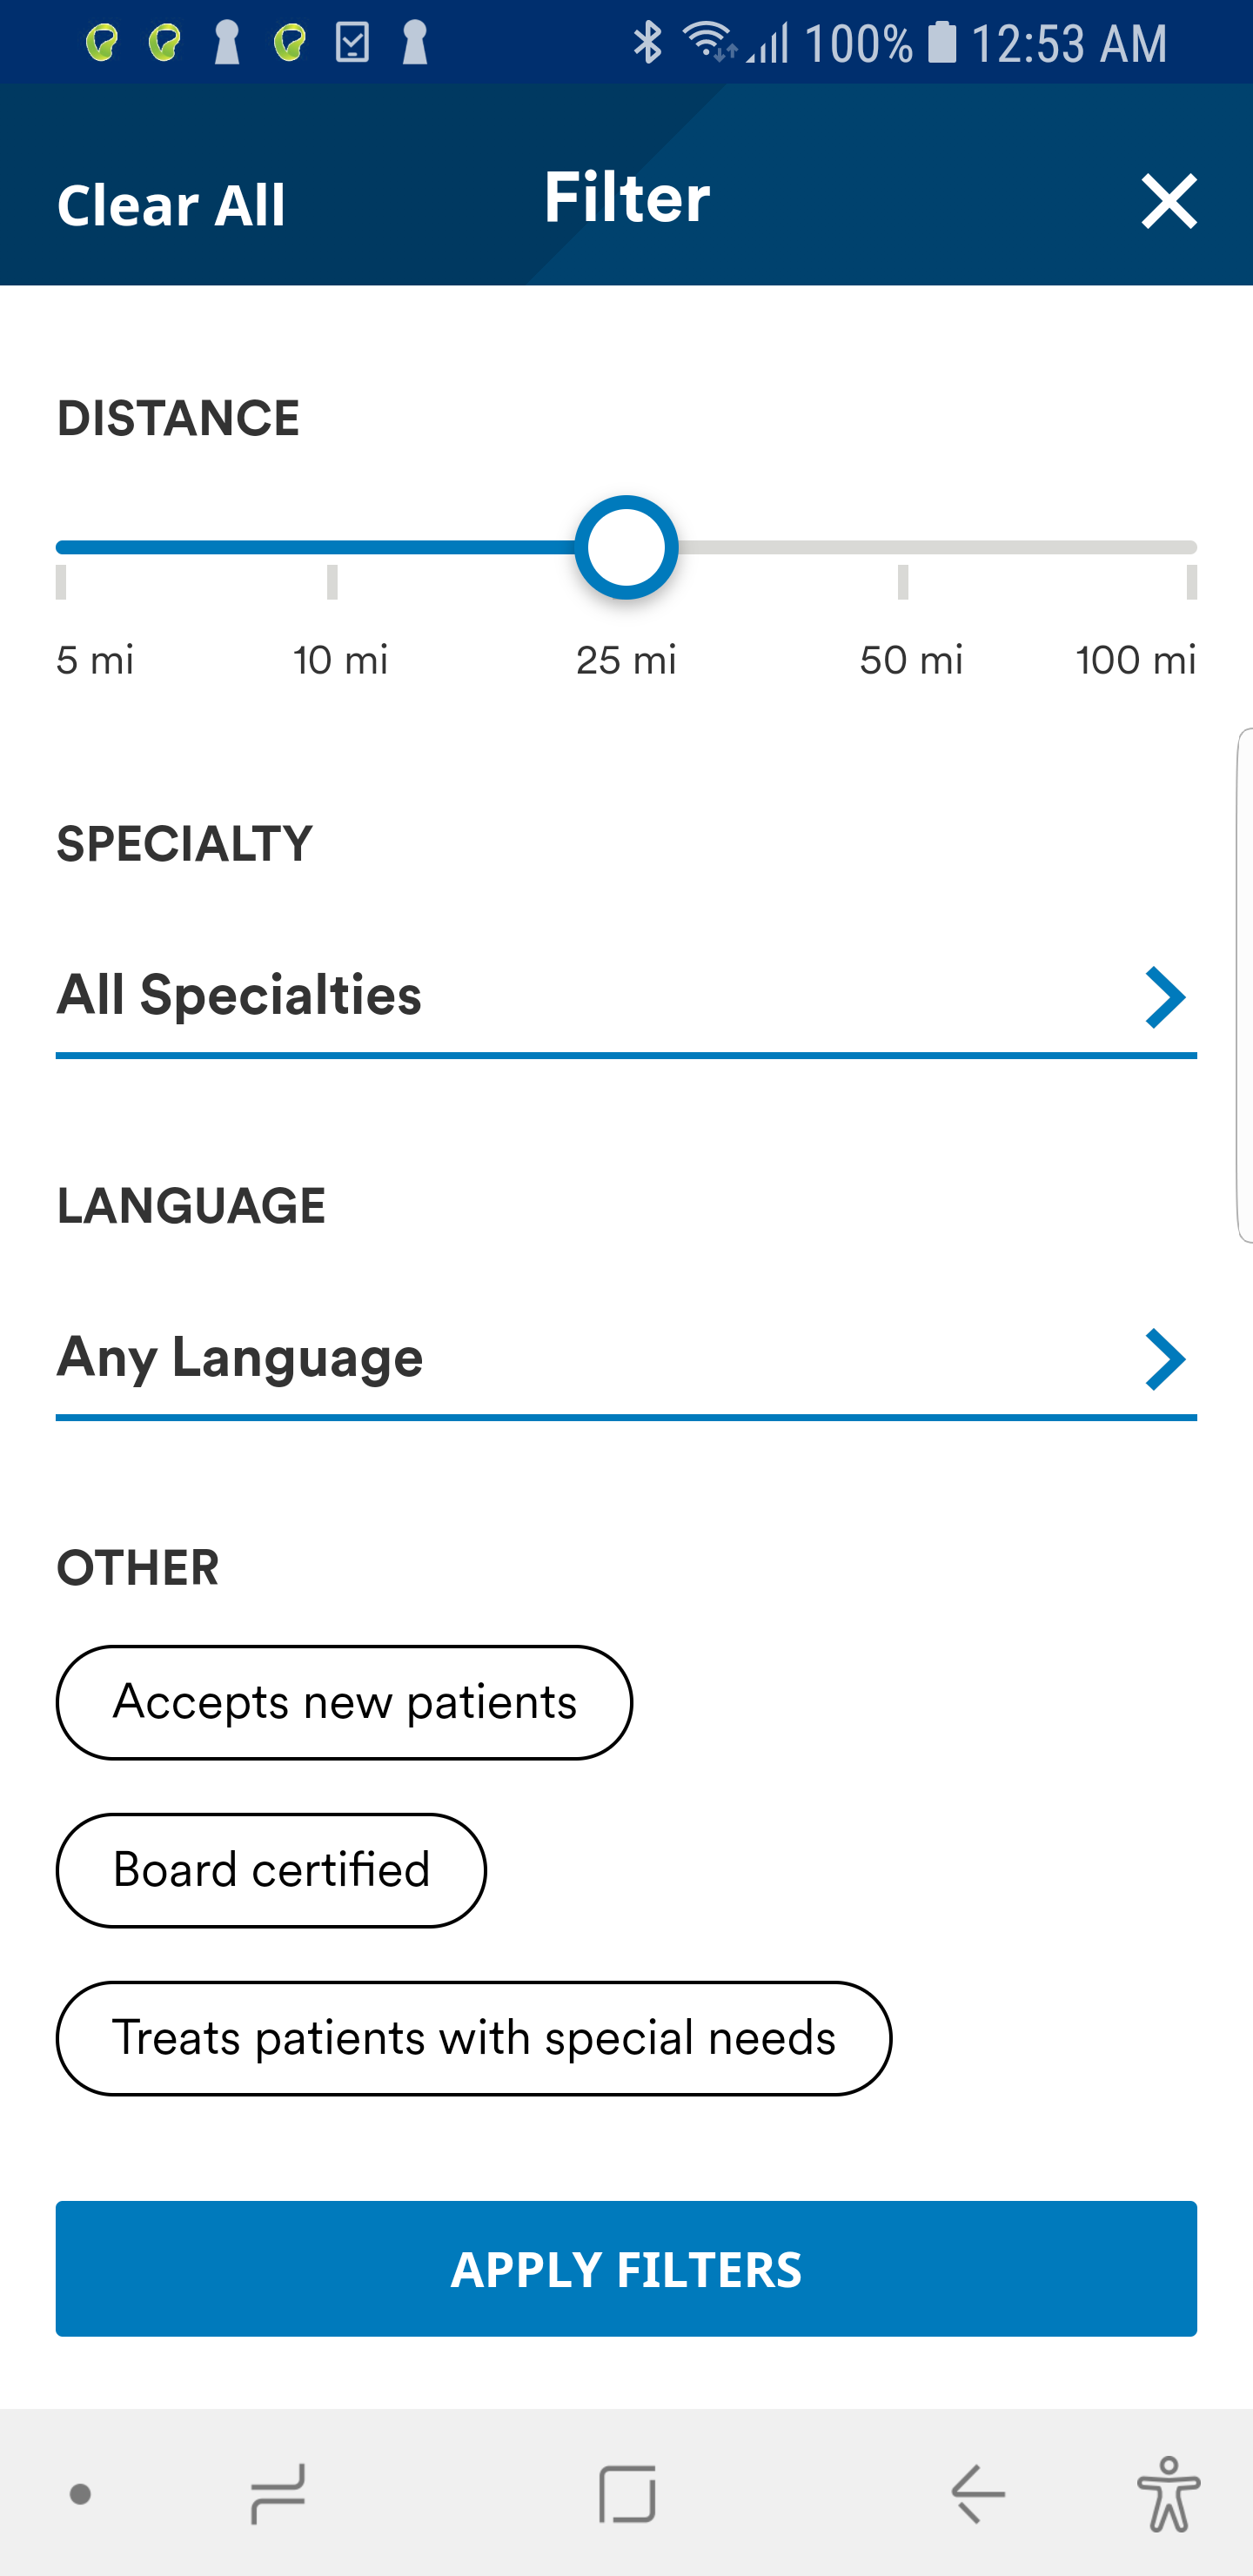 100% 12:53 AM
Clear All Filter
DISTANCE
5 mi 10 mi 25 mi 50 mi 100 mi
SPECIALTY
All Specialties
LANGUAGE
Any Language
OTHER
Accepts new patients
Board certified
Treats patients with special needs
APPLY FILTERS